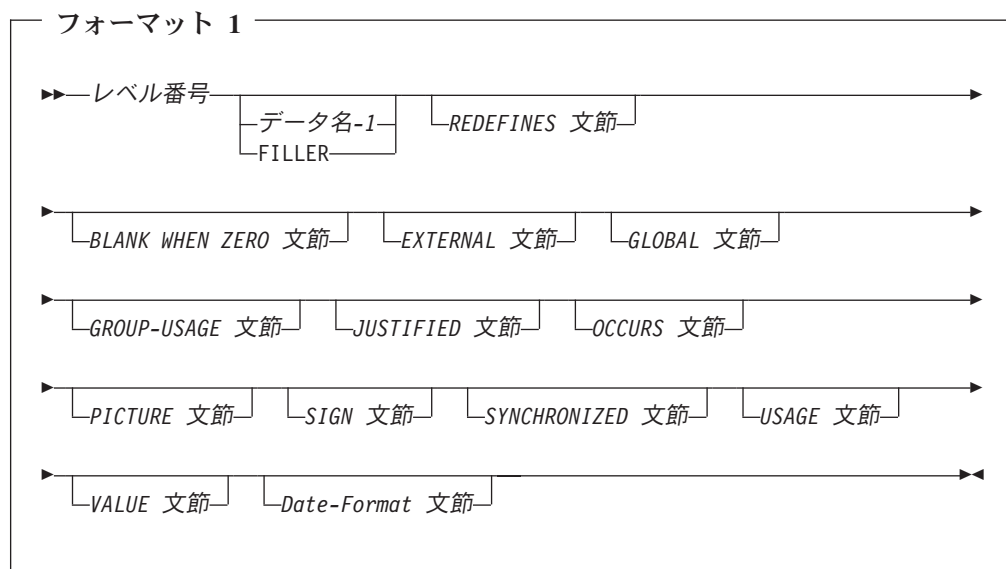 フォーマット 1
レベル番号
データ名-1
REDEFINES 文節
FILLER
BLANK WHEN ZERO 文節 EXTERNAL 文節 GLOBAL 文節
GROUP-USAGE 文節 JUSTIFIED 文節 OCCURS 文節
PICTURE 文節 SIGN 文節 SYNCHRONIZED 文節 USAGE 文節
VALUE 文節 Date-Format 文節